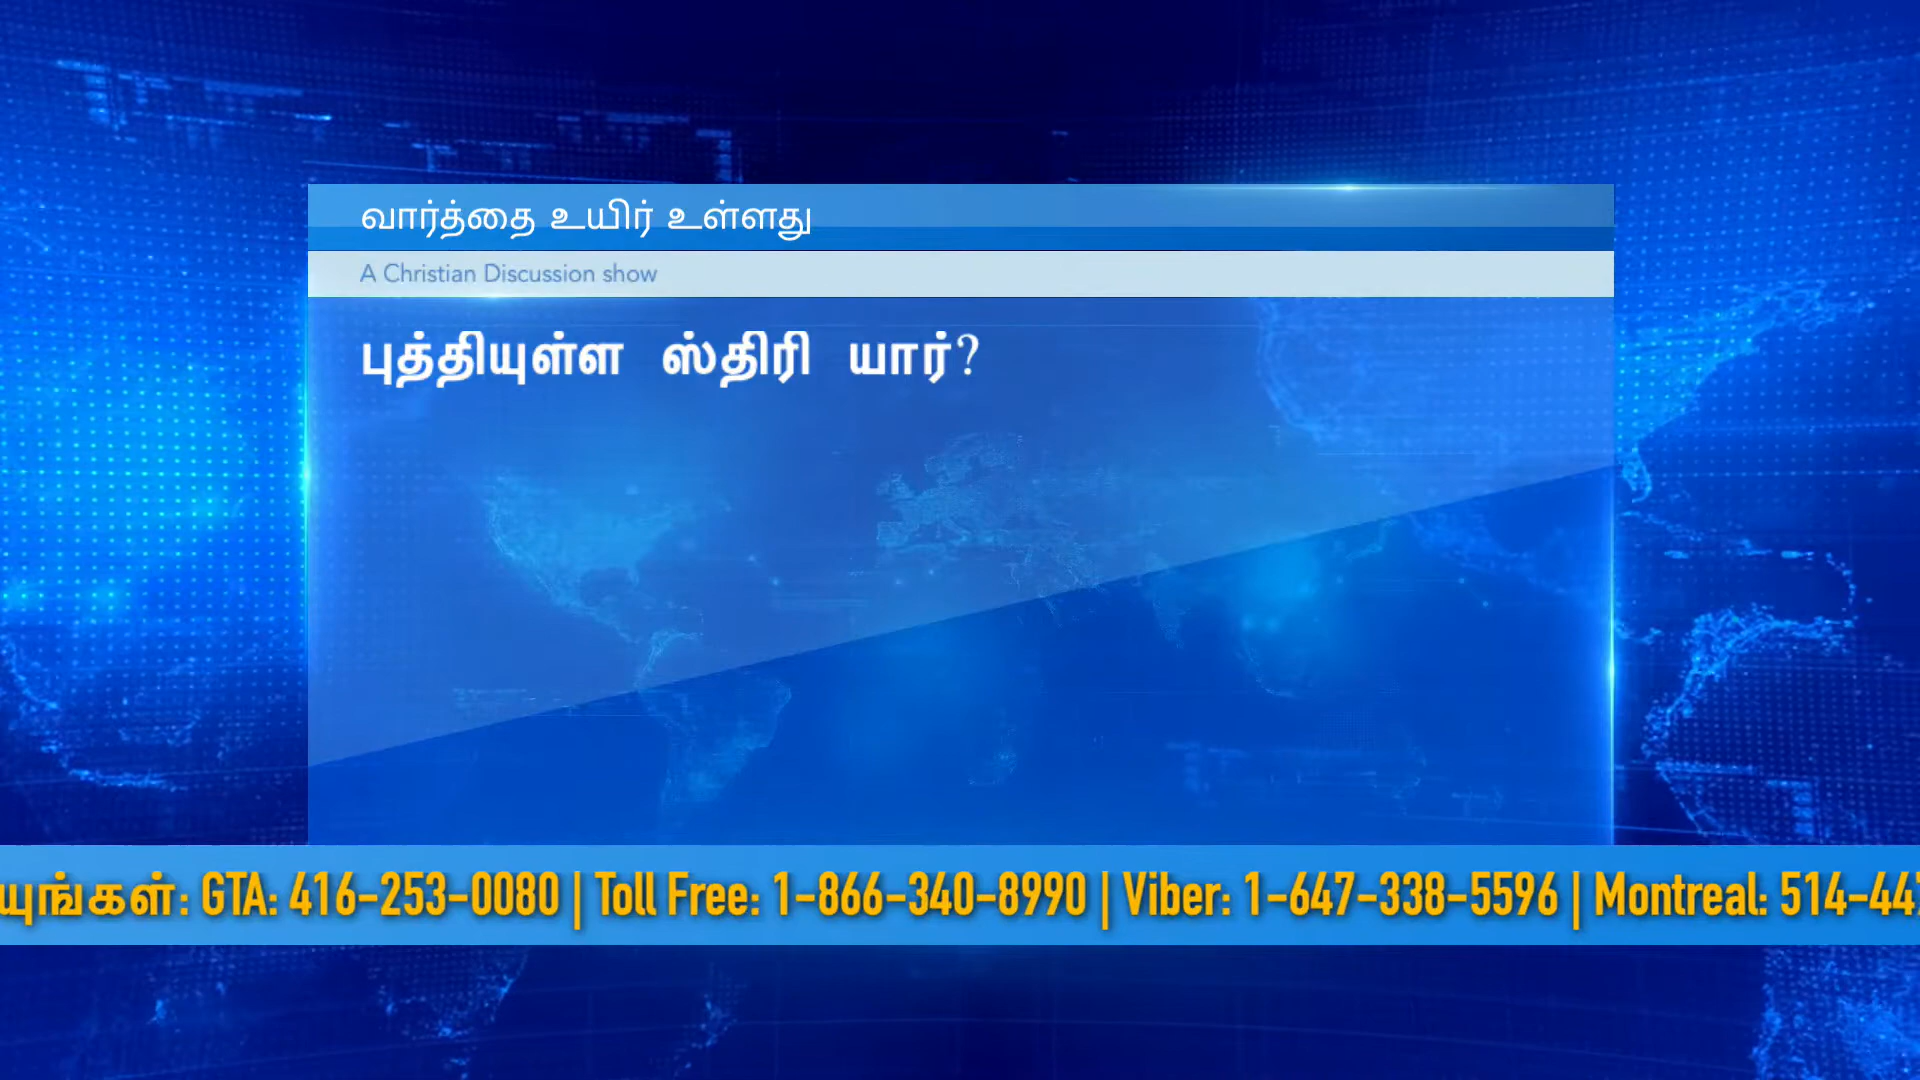 வார்த்தை உயிர் உள்ளது
A Christian Discussion show
புத்தியுள்ள ஸ்திரி யார்?
யுங்கள்: GTA: 416-253-0080 | Toll Free: 1-866-340-8990 | Viber: 1-647-338-5596 | Montreal: 514-447